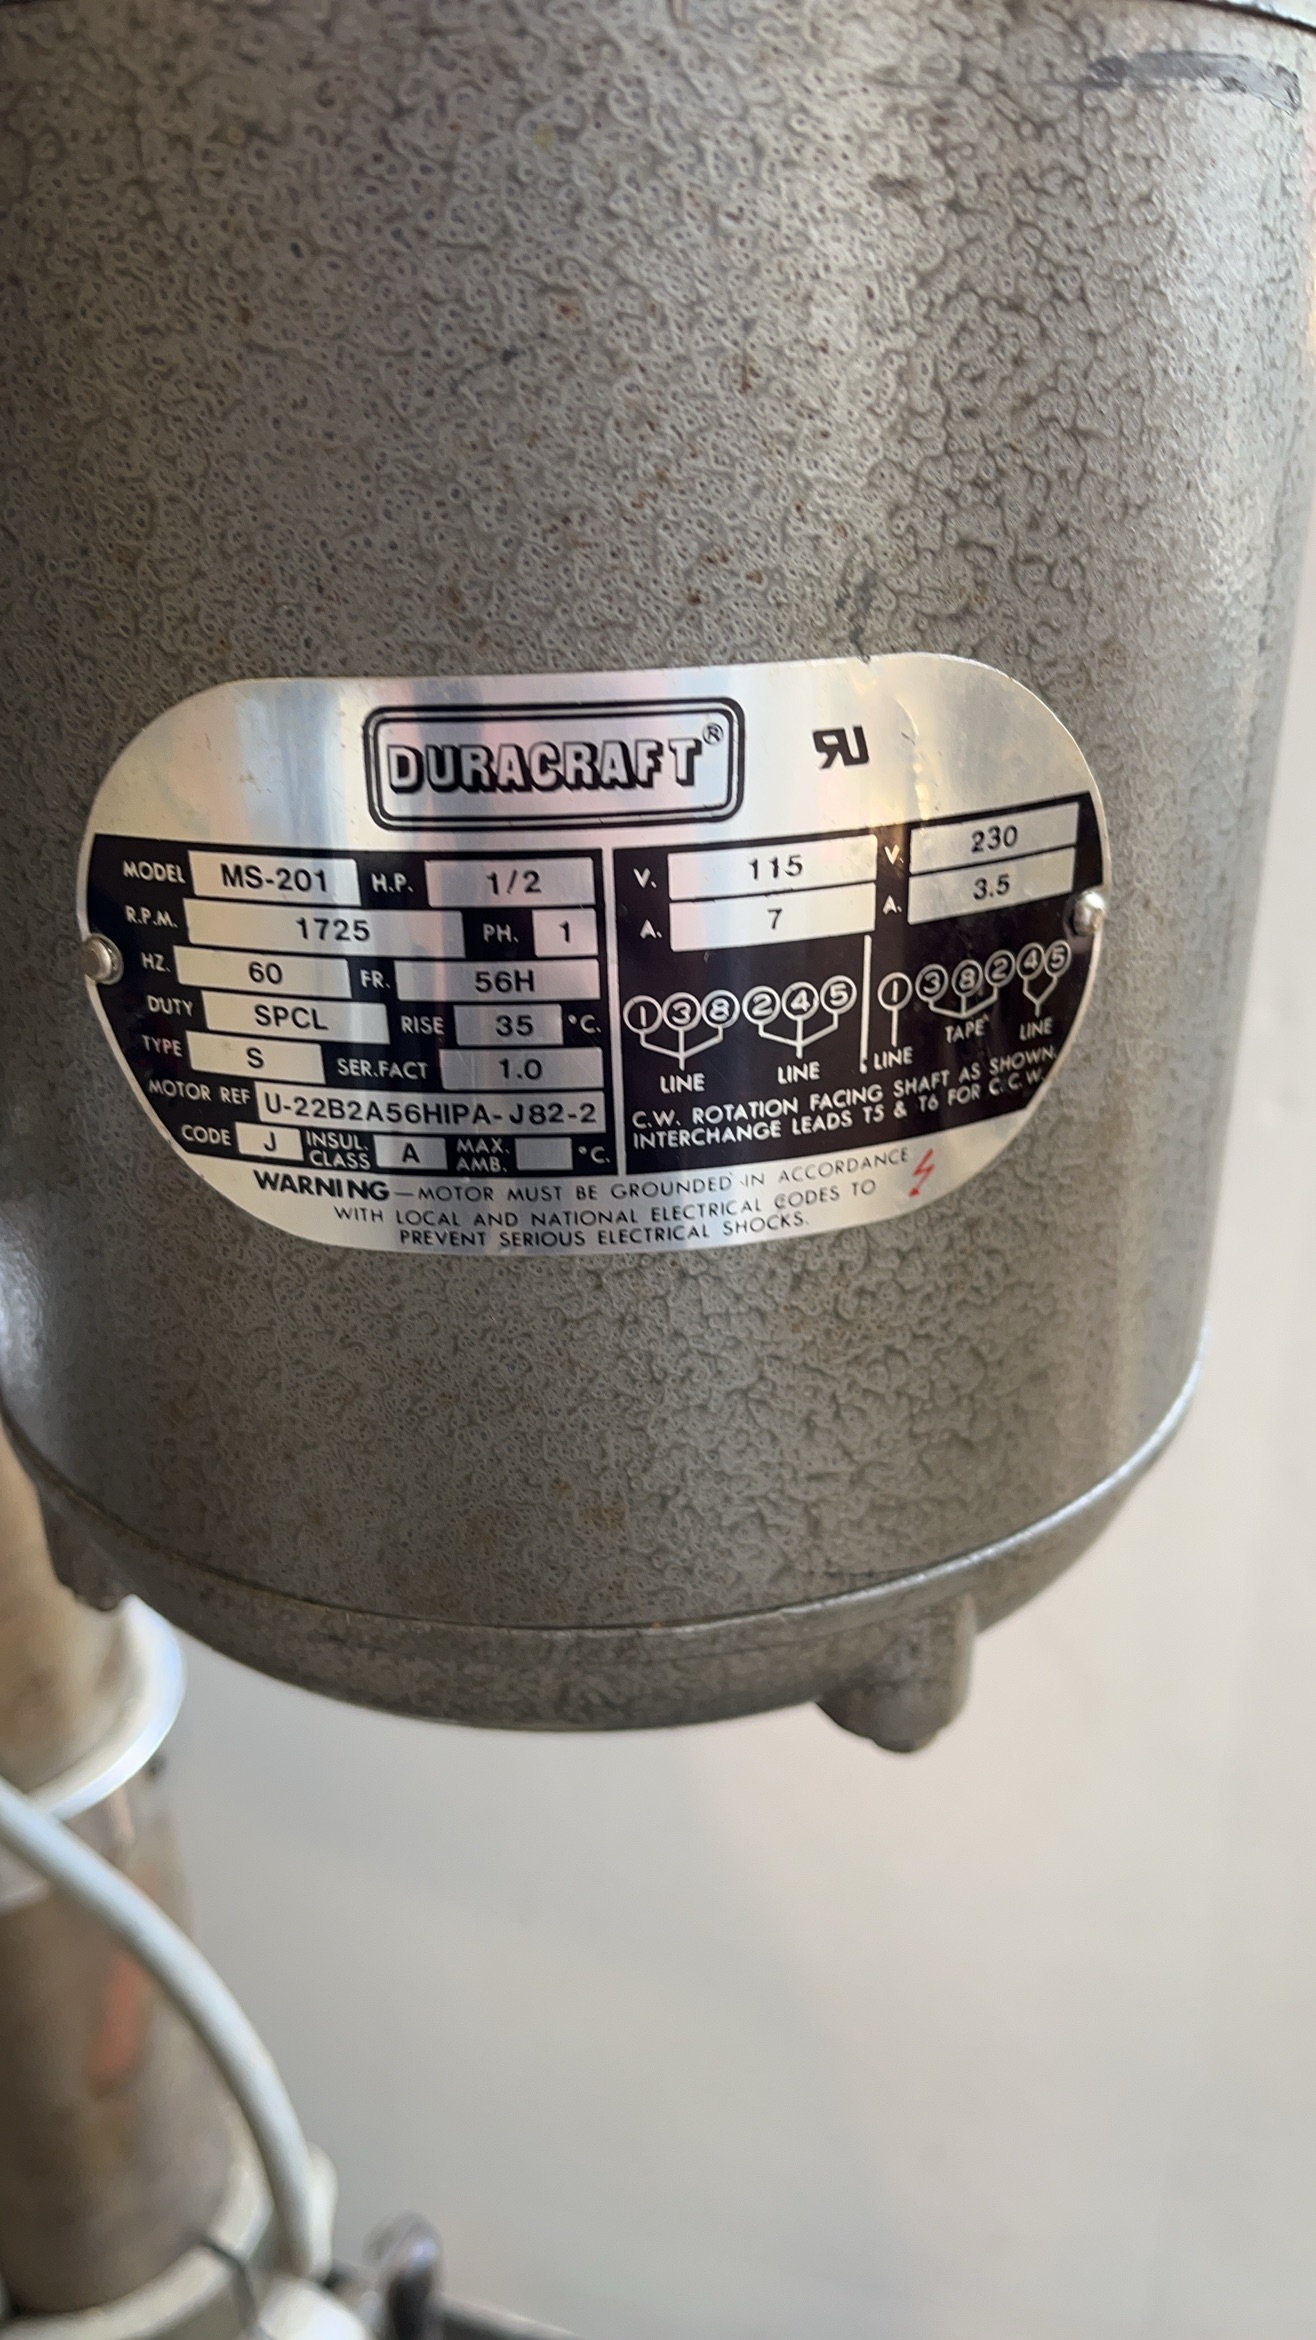 DURACRAFT®
RU
MODEL MS-201 H.P. 1/2
R.P.M. 1725 PH. 1
HZ. 60 FR. 56H
DUTY SPCL RISE 35 °C.
TYPE S SER.FACT 1.0
MOTOR REF U-22B2A56HIPA-J82-2
CODE J INSUL. CLASS A MAX. AMB. °C.
V. 115 V. 230
A. 7 A. 3.5
1 3 8 2 4 5 1 3 8 2 4 5
LINE LINE LINE TAPE LINE
C.W. ROTATION FACING SHAFT AS SHOWN.
INTERCHANGE LEADS T5 & T6 FOR C.C.W.
WARNING—MOTOR MUST BE GROUNDED IN ACCORDANCE
WITH LOCAL AND NATIONAL ELECTRICAL CODES TO
PREVENT SERIOUS ELECTRICAL SHOCKS.